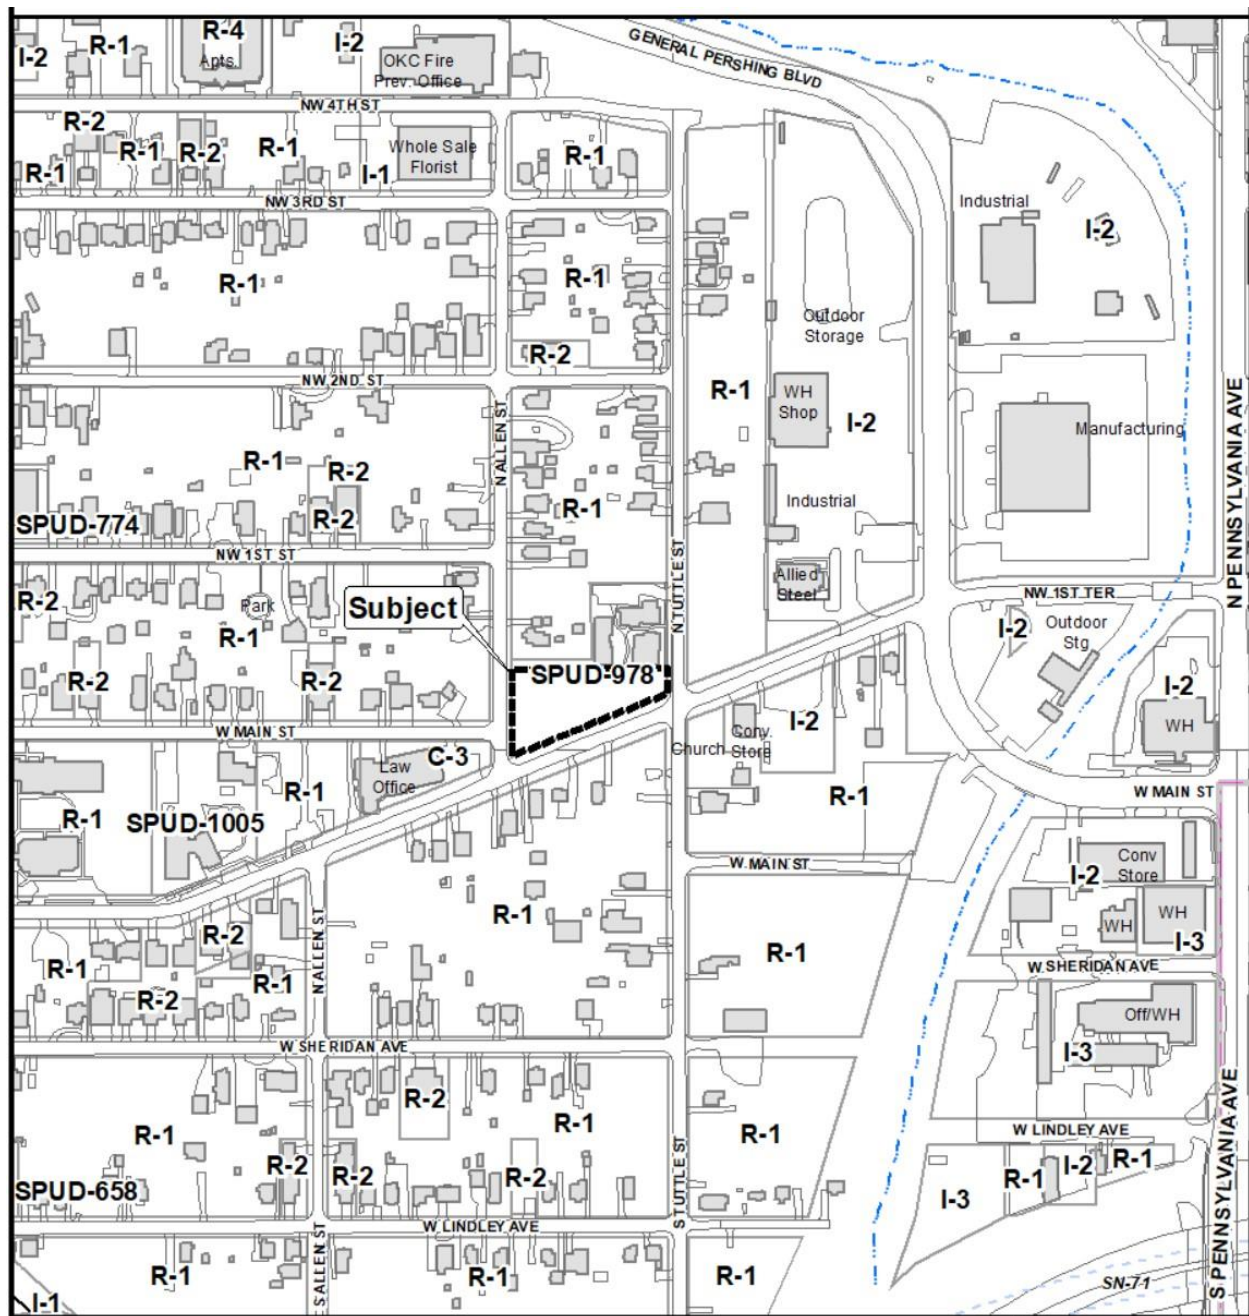 R-4
R-1
I-2
I-2
Apts.
OKC Fire
Prev. Office
GENERAL PERSHING BLVD
NW 4TH ST
R-2
R-1
R-2
R-1
R-1
I-1
Whole Sale
Florist
R-1
NW 3RD ST
Industrial
I-2
R-1
R-1
Outdoor
Storage
R-2
NW 2ND ST
R-1
WH
Shop
I-2
N ALLEN ST
Manufacturing
N PENNSYLVANIA AVE
R-1
R-2
R-2
SPUD-774
R-1
Industrial
NW 1ST ST
N TUTTLE ST
Allied
Steel
NW 1ST TER
R-2
Park
R-1
Subject
I-2
Outdoor
Stg
R-2
R-2
SPUD-978
I-2
WH
W MAIN ST
I-2
Conv.
Store
Church
C-3
Law
Office
R-1
R-1
W MAIN ST
R-1
SPUD-1005
W MAIN ST
Conv
Store
I-2
R-1
WH
WH
I-3
N ALLEN ST
R-2
R-1
R-1
R-1
R-2
W SHERIDAN AVE
Off/WH
I-3
W SHERIDAN AVE
R-2
R-1
R-1
R-1
S TUTTLE ST
W LINDLEY AVE
S PENNSYLVANIA AVE
R-2
R-2
R-2
SPUD-658
R-1
I-2
R-1
I-3
W LINDLEY AVE
S ALLEN ST
R-1
R-1
R-1
SN-71
I-1